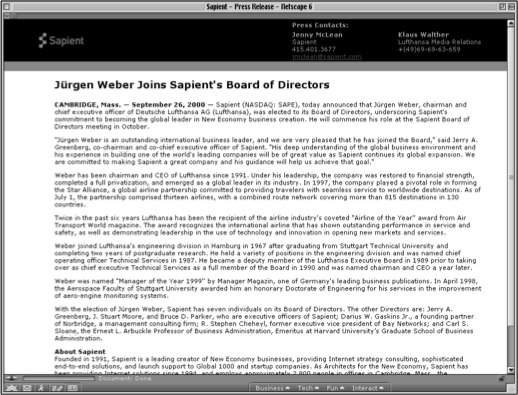 Sapient - Press Release - Netscape 6
Sapient
Press Contacts:
Jenny McLean
Sapient
415.401.3677
jmclean@sapient.com
Klaus Walther
Lufthansa Media Relations
+(49)69-69-63-659
Jürgen Weber Joins Sapient's Board of Directors
CAMBRIDGE, Mass. — September 26, 2000 — Sapient (NASDAQ: SAPE), today announced that Jürgen Weber, chairman and
chief executive officer of Deutsche Lufthansa AG (Lufthansa), was elected to its Board of Directors, underscoring Sapient's
commitment to becoming the global leader in New Economy business creation. He will commence his role at the Sapient Board of
Directors meeting in October.
"Jürgen Weber is an outstanding international business leader, and we are very pleased that he has joined the Board," said Jerry A.
Greenberg, co-chairman and co-chief executive officer of Sapient. "His deep understanding of the global business environment and
his experience in building one of the world's leading companies will be of great value as Sapient continues its global expansion. We
are committed to making Sapient a great company and his guidance will help us achieve that goal."
Weber has been chairman and CEO of Lufthansa since 1991. Under his leadership, the company was restored to financial strength,
completed a full privatization, and emerged as a global leader in its industry. In 1997, the company played a pivotal role in forming
the Star Alliance, a global airline partnership committed to providing travelers with seamless service to worldwide destinations. As of
July 1, the partnership comprised thirteen airlines, with a combined route network covering more than 815 destinations in 130
countries.
Twice in the past six years Lufthansa has been the recipient of the airline industry's coveted "Airline of the Year" award from Air
Transport World magazine. The award recognizes the international airline that has shown outstanding performance in service and
safety, as well as demonstrating leadership in the use of technology and innovation in opening new markets and services.
Weber joined Lufthansa's engineering division in Hamburg in 1967 after graduating from Stuttgart Technical University and
completing two years of postgraduate research. He held a variety of positions in the engineering division and was named chief
operating officer Technical Services in 1987. He became a deputy member of the Lufthansa Executive Board in 1989 prior to taking
over as chief executive Technical Services as a full member of the Board in 1990 and was named chairman and CEO a year later.
Weber was named "Manager of the Year 1999" by Manager Magazin, one of Germany's leading business publications. In April 1998,
the Aerospace Faculty of Stuttgart University awarded him an honorary Doctorate of Engineering for his services in the improvement
of aero-engine monitoring systems.
With the election of Jürgen Weber, Sapient has seven individuals on its Board of Directors. The other Directors are: Jerry A.
Greenberg, J. Stuart Moore, and Bruce D. Parker, who are executive officers of Sapient; Darius W. Gaskins Jr., a founding partner
of Norbridge, a management consulting firm; R. Stephen Cheheyl, former executive vice president of Bay Networks; and Carl S.
Sloane, the Ernest L. Arbuckle Professor of Business Administration, Emeritus at Harvard University's Graduate School of Business
Administration.
About Sapient
Founded in 1991, Sapient is a leading creator of New Economy businesses, providing Internet strategy consulting, sophisticated
end-to-end solutions, and launch support to Global 1000 and startup companies. As Architects for the New Economy, Sapient has
been providing Internet solutions since 1994, and employs approximately 2,800 people in offices in Cambridge, Mass., the
Document: Done
Business Tech Fun Interact